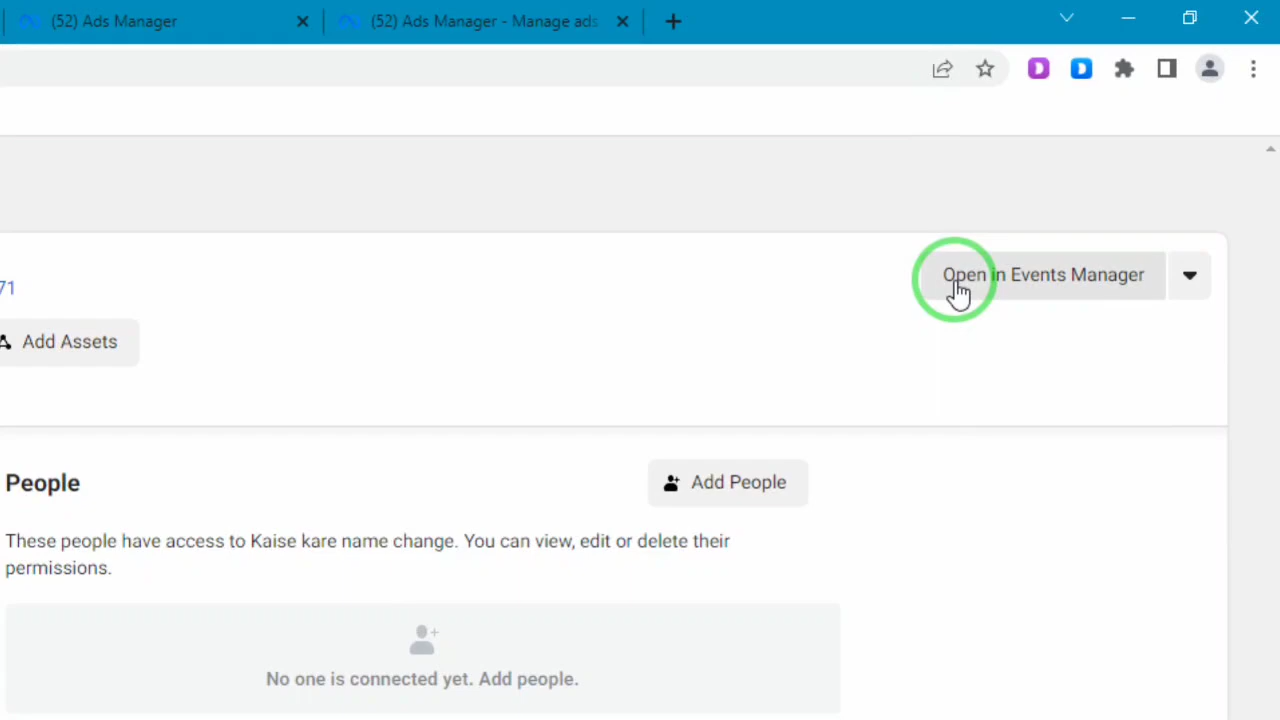 (52) Ads Manager
(52) Ads Manager - Manage ads
Open in Events Manager
71
Add Assets
People
Add People
These people have access to Kaise kare name change. You can view, edit or delete their
permissions.
No one is connected yet. Add people.